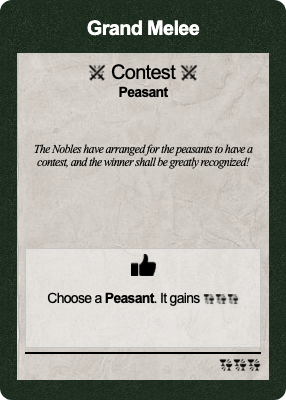 Grand Melee
Contest
Peasant
The Nobles have arranged for the peasants to have a
contest, and the winner shall be greatly recognized!
Choose a Peasant. It gains